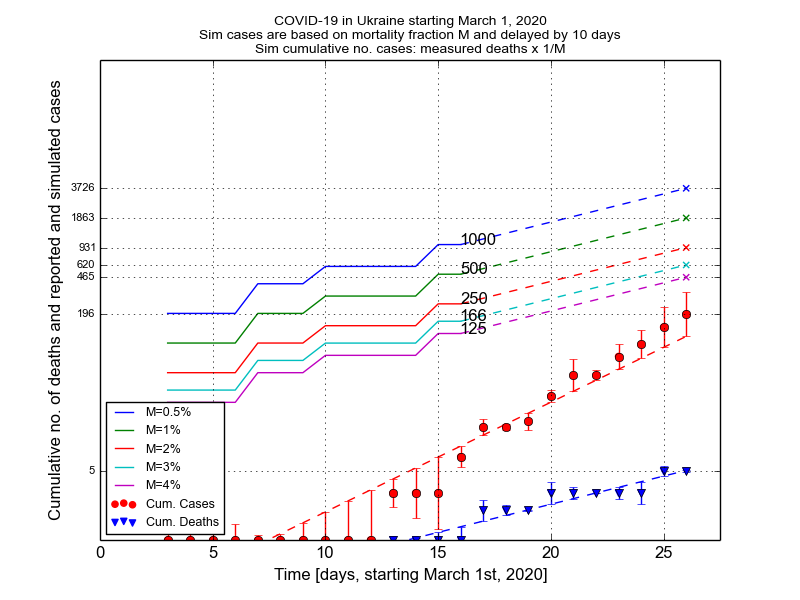 COVID-19 in Ukraine starting March 1, 2020
Sim cases are based on mortality fraction M and delayed by 10 days
Sim cumulative no. cases: measured deaths x 1/M
Cumulative no. of deaths and reported and simulated cases
3726
1863
931
620
465
196
5
1000
500
250
166
125
M=0.5%
M=1%
M=2%
M=3%
M=4%
Cum. Cases
Cum. Deaths
0 5 10 15 20 25
Time [days, starting March 1st, 2020]